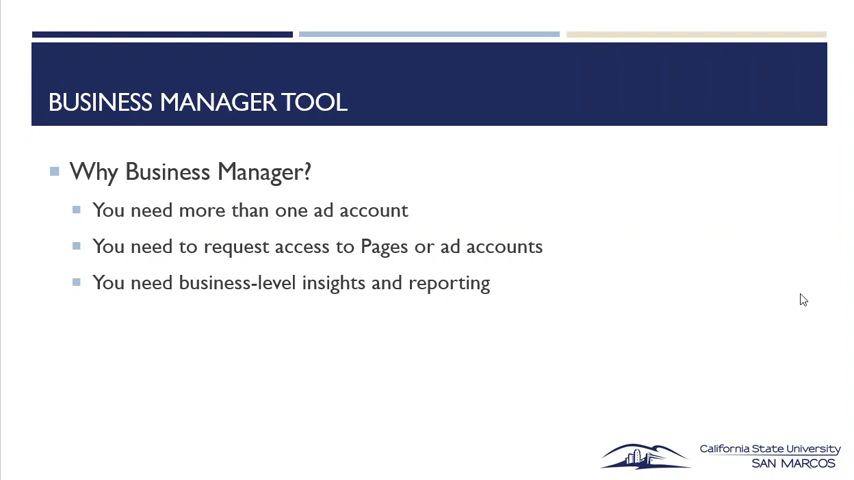 BUSINESS MANAGER TOOL
Why Business Manager?
You need more than one ad account
You need to request access to Pages or ad accounts
You need business-level insights and reporting
California State University
SAN MARCOS